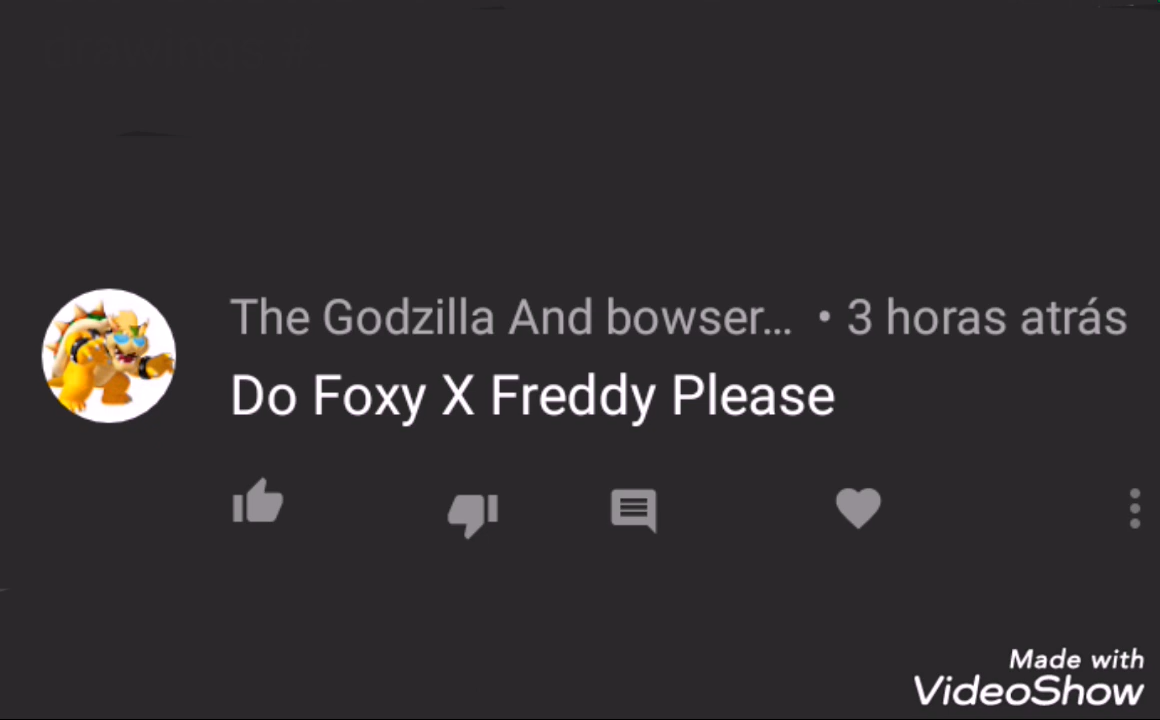 The Godzilla And bowser... • 3 horas atrás
Do Foxy X Freddy Please
Made with
VideoShow